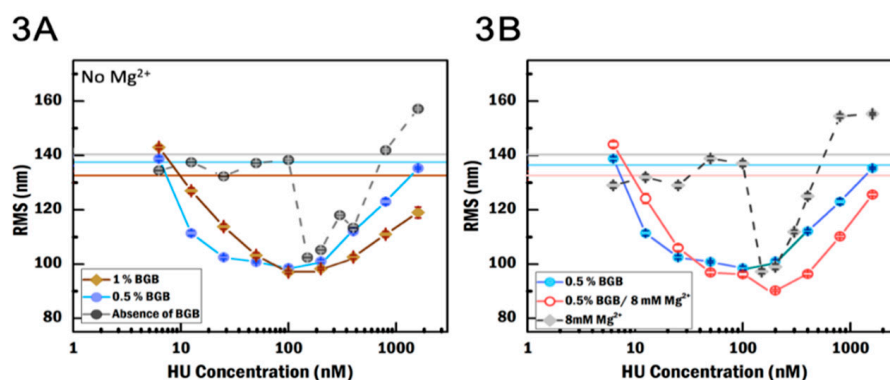 3A
No Mg²⁺
160
140
120
100
80
RMS (nm)
1 % BGB
0.5 % BGB
Absence of BGB
1
10
100
1000
HU Concentration (nM)
3B
160
140
120
100
80
RMS (nm)
0.5 % BGB
0.5% BGB/ 8 mM Mg²⁺
8mM Mg²⁺
1
10
100
1000
HU Concentration (nM)